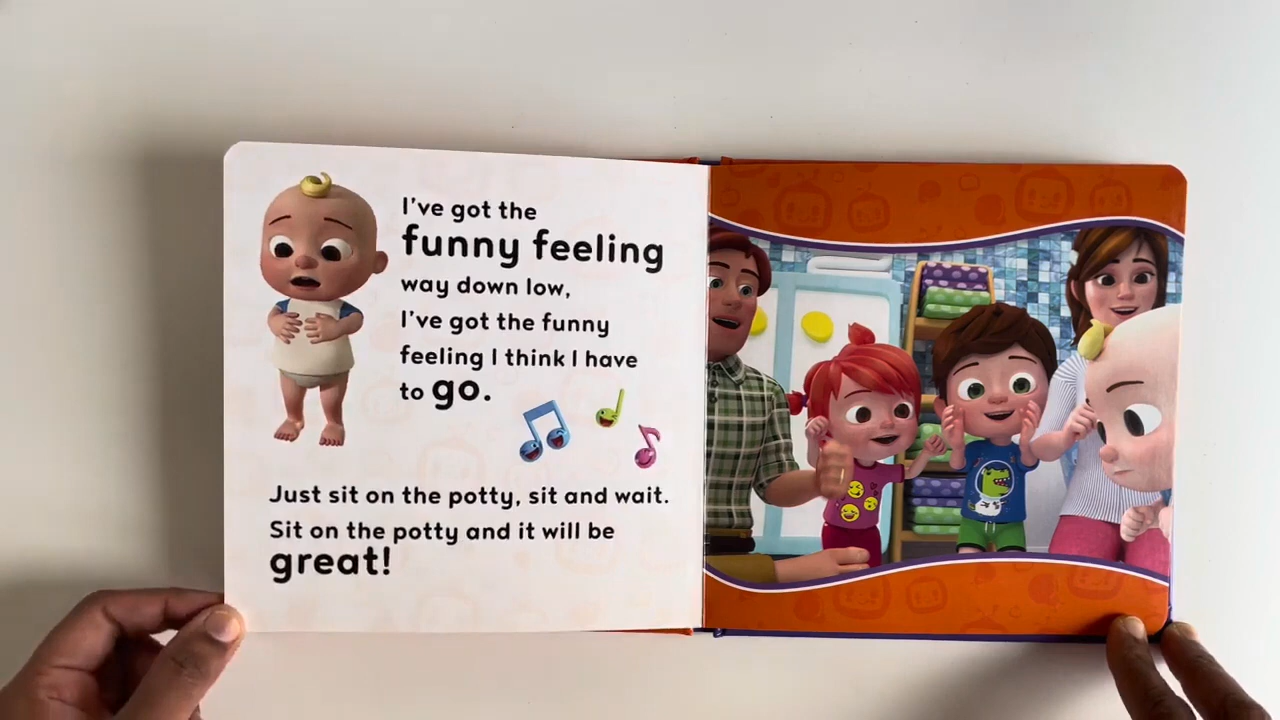 I've got the
funny feeling
way down low,
I've got the funny
feeling I think I have
to go.
Just sit on the potty, sit and wait.
Sit on the potty and it will be
great!